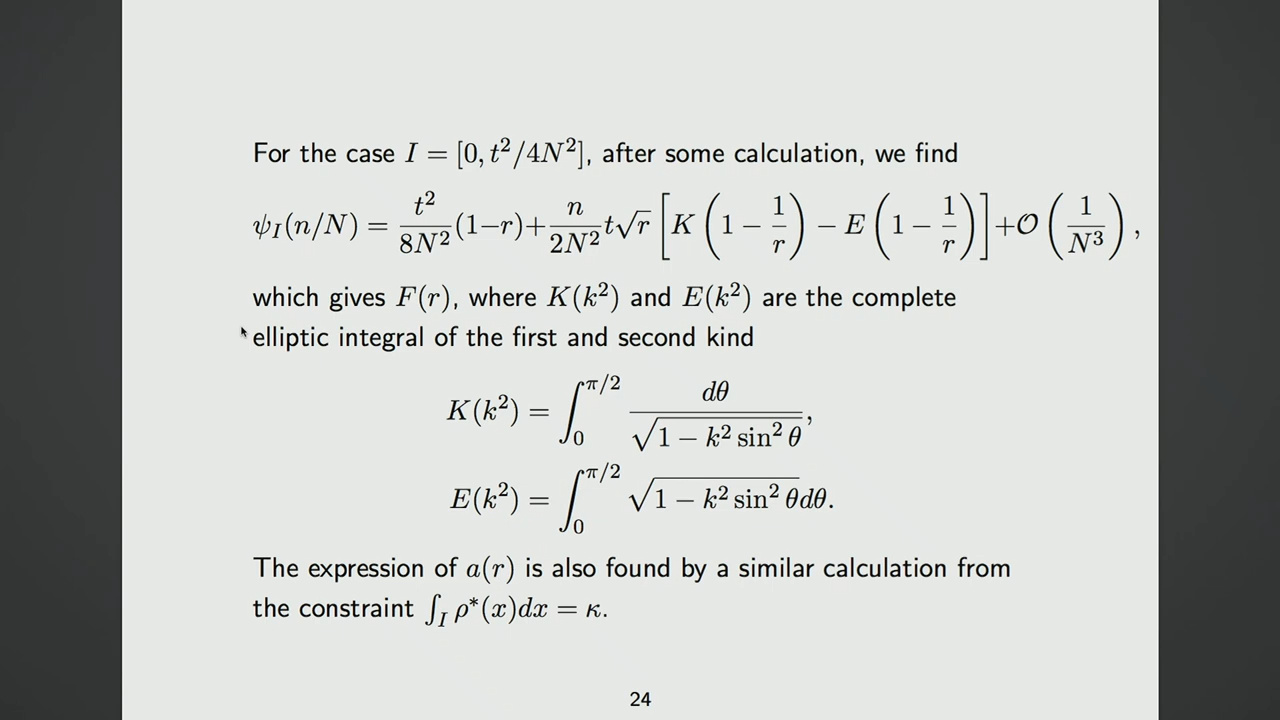 For the case I = [0, t²/4N²], after some calculation, we find
ψ_I(n/N) = t²/8N² (1−r)+ n/2N² t√r [K(1 − 1/r) − E(1 − 1/r)]+𝒪(1/N³),
which gives F(r), where K(k²) and E(k²) are the complete
elliptic integral of the first and second kind
K(k²) = ∫₀^{π/2} dθ/√(1 − k² sin² θ),
E(k²) = ∫₀^{π/2} √(1 − k² sin² θ)dθ.
The expression of a(r) is also found by a similar calculation from
the constraint ∫_I ρ*(x)dx = κ.
24